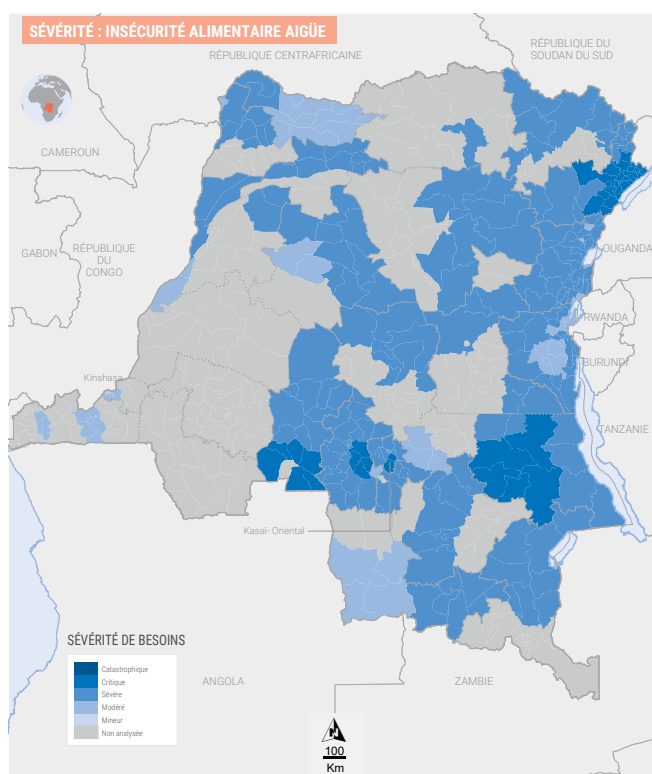 SÉVÉRITÉ : INSÉCURITÉ ALIMENTAIRE AIGÜE
RÉPUBLIQUE CENTRAFRICAINE
RÉPUBLIQUE DU
SOUDAN DU SUD
CAMEROUN
GABON
RÉPUBLIQUE
DU
CONGO
OUGANDA
RWANDA
BURUNDI
Kinshasa
TANZANIE
Kasaï- Oriental
SÉVÉRITÉ DE BESOINS
Catastrophique
Critique
Sévère
Modéré
Mineur
Non analysée
ANGOLA
ZAMBIE
N
100
Km